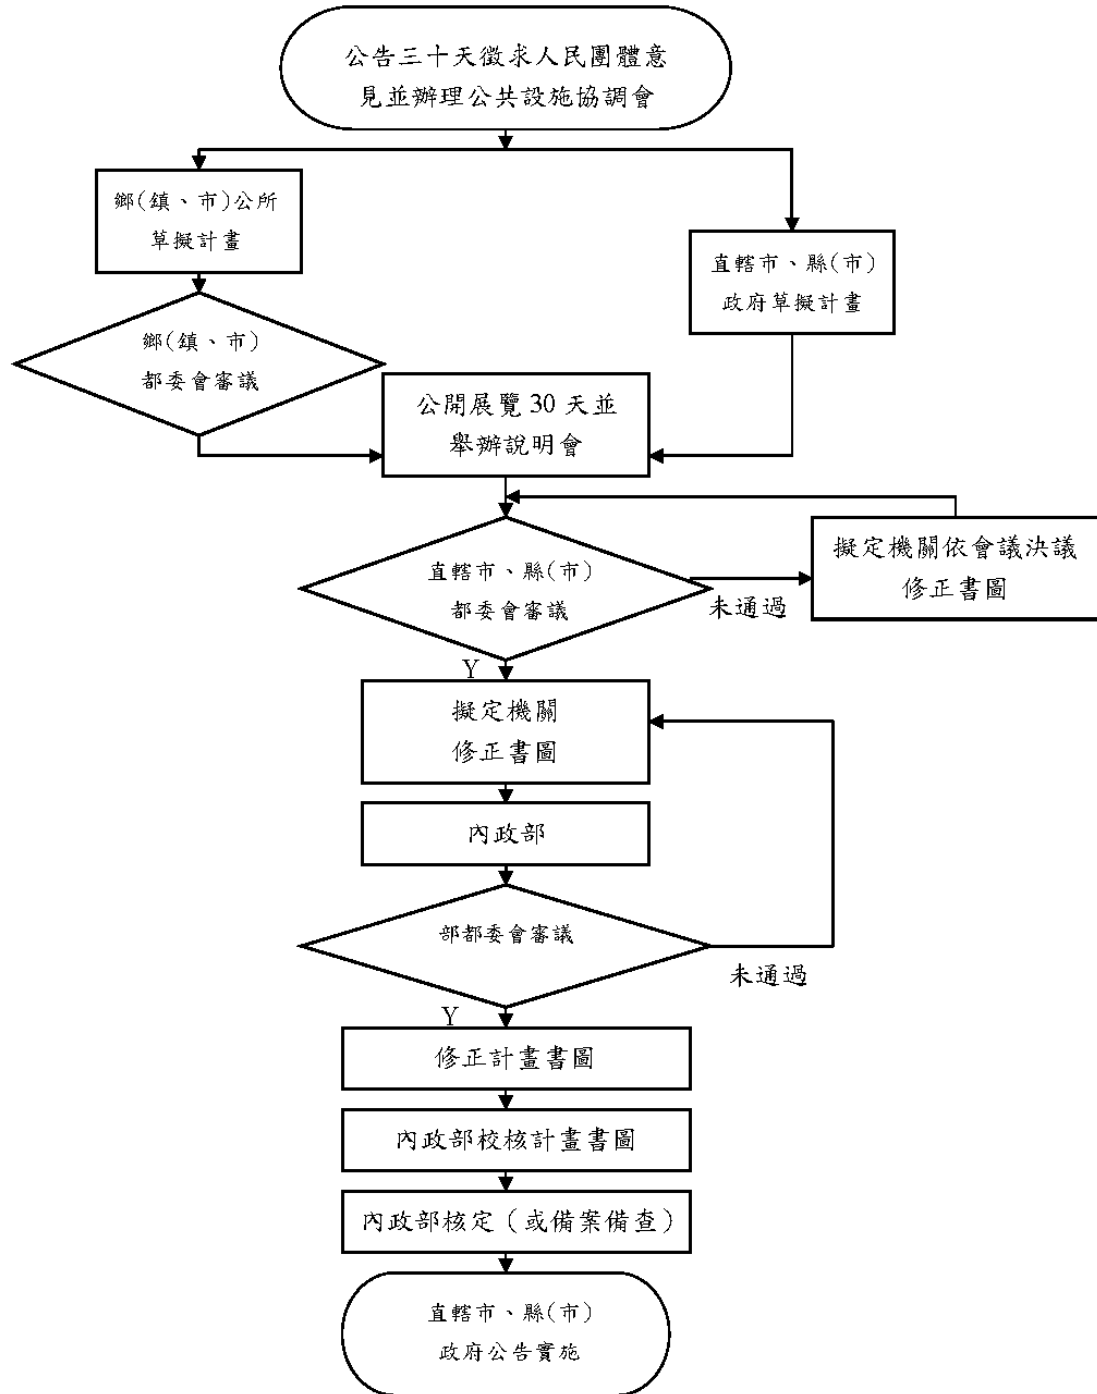 公告三十天徵求人民團體意
見並辦理公共設施協調會
鄉(鎮、市)公所
草擬計畫
直轄市、縣(市)
政府草擬計畫
鄉(鎮、市)
都委會審議
公開展覽 30 天並
舉辦說明會
直轄市、縣(市)
都委會審議
未通過
擬定機關依會議決議
修正書圖
Y
擬定機關
修正書圖
內政部
部都委會審議
未通過
Y
修正計畫書圖
內政部校核計畫書圖
內政部核定（或備案備查）
直轄市、縣(市)
政府公告實施